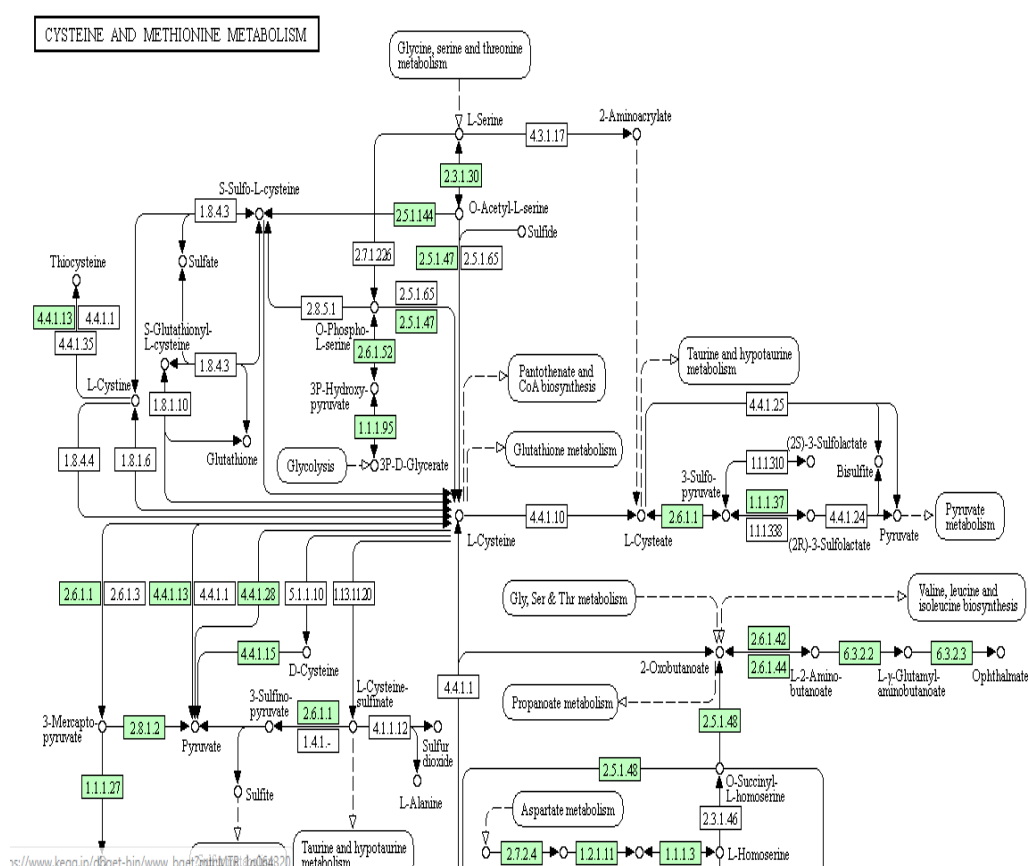 CYSTEINE AND METHIONINE METABOLISM
Glycine, serine and threonine
metabolism
L-Serine
4.3.1.17
2-Aminoacrylate
2.3.1.30
S-Sulfo-L-cysteine
1.8.4.3
2.5.1.144
O-Acetyl-L-serine
Sulfide
Sulfate
2.7.1.226
2.5.1.47
2.5.1.65
Thiocysteine
4.4.1.13
4.4.1.1
4.4.1.35
2.8.5.1
2.5.1.65
2.5.1.47
O-Phospho-
L-serine
S-Glutathionyl-
L-cysteine
1.8.4.3
2.6.1.52
L-Cystine
1.8.1.10
3P-Hydroxy-
pyruvate
Pantothenate and
CoA biosynthesis
Taurine and hypotaurine
metabolism
4.4.1.25
1.1.1.95
Glutathione
1.8.4.4
1.8.1.6
Glycolysis
3P-D-Glycerate
Glutathione metabolism
(2S)-3-Sulfolactate
1.1.1.310
Bisulfite
3-Sulfo-
pyruvate
L-Cysteine
4.4.1.10
L-Cysteate
2.6.1.1
1.1.1.37
1.1.1.338
(2R)-3-Sulfolactate
4.4.1.24
Pyruvate
Pyruvate
metabolism
2.6.1.1
2.6.1.3
4.4.1.13
4.4.1.1
4.4.1.28
5.1.1.10
1.13.11.20
Gly, Ser & Thr metabolism
Valine, leucine and
isoleucine biosynthesis
4.4.1.15
D-Cysteine
2-Oxobutanoate
2.6.1.42
2.6.1.44
L-2-Amino-
butanoate
6.3.2.2
L-γ-Glutamyl-
aminobutanoate
6.3.2.3
Ophthalmate
4.4.1.1
Propanoate metabolism
3-Mercapto-
pyruvate
2.8.1.2
Pyruvate
3-Sulfino-
pyruvate
2.6.1.1
1.4.1.-
L-Cysteine-
sulfinate
4.1.1.12
Sulfur
dioxide
2.5.1.48
1.1.1.27
Sulfite
L-Alanine
2.5.1.48
O-Succinyl-
L-homoserine
Aspartate metabolism
2.3.1.46
Taurine and hypotaurine
metabolism
2.7.2.4
1.2.1.11
1.1.1.3
L-Homoserine